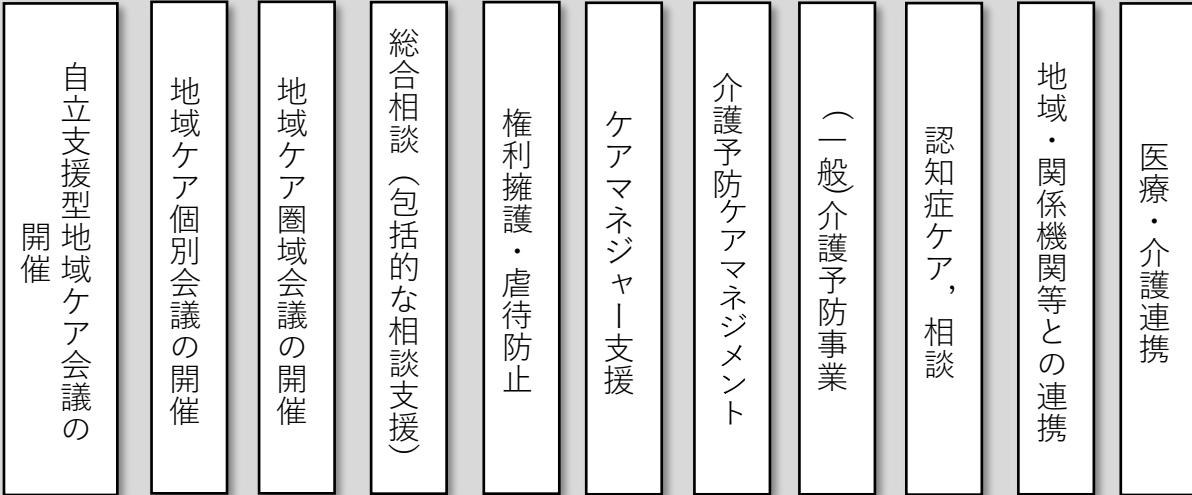 自立支援型地域ケア会議の
開催
地域ケア個別会議の開催
地域ケア圏域会議の開催
総合相談（包括的な相談支援）
権利擁護・虐待防止
ケアマネジャー支援
介護予防ケアマネジメント
（一般）介護予防事業
認知症ケア，相談
地域・関係機関等との連携
医療・介護連携